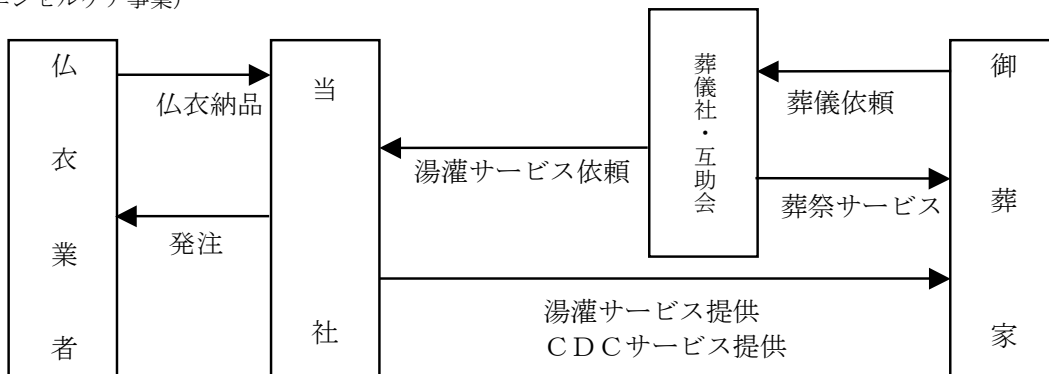 エンゼルケア事業)
仏衣業者
仏衣納品
発注
当社
湯灌サービス依頼
葬儀社・互助会
葬儀依頼
葬祭サービス
湯灌サービス提供
ＣＤＣサービス提供
御葬家